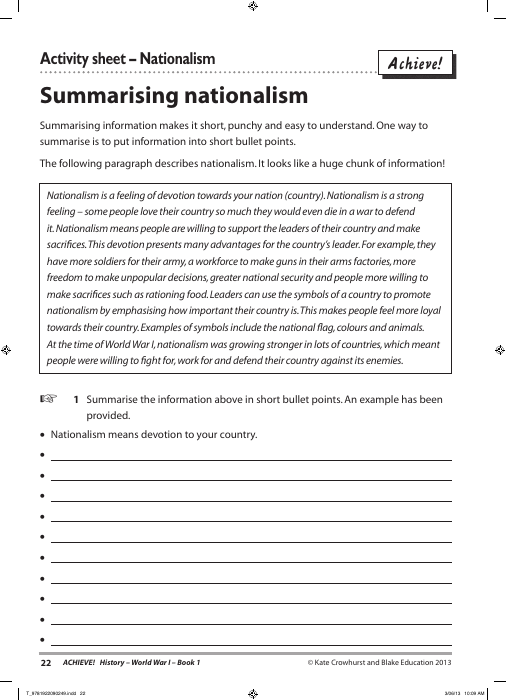 Activity sheet – Nationalism
Achieve!
Summarising nationalism
Summarising information makes it short, punchy and easy to understand. One way to
summarise is to put information into short bullet points.
The following paragraph describes nationalism. It looks like a huge chunk of information!
Nationalism is a feeling of devotion towards your nation (country). Nationalism is a strong
feeling – some people love their country so much they would even die in a war to defend
it. Nationalism means people are willing to support the leaders of their country and make
sacrifices. This devotion presents many advantages for the country's leader. For example, they
have more soldiers for their army, a workforce to make guns in their arms factories, more
freedom to make unpopular decisions, greater national security and people more willing to
make sacrifices such as rationing food. Leaders can use the symbols of a country to promote
nationalism by emphasising how important their country is. This makes people feel more loyal
towards their country. Examples of symbols include the national flag, colours and animals.
At the time of World War I, nationalism was growing stronger in lots of countries, which meant
people were willing to fight for, work for and defend their country against its enemies.
1 Summarise the information above in short bullet points. An example has been
provided.
• Nationalism means devotion to your country.
•
•
•
•
•
•
•
•
•
•
22 ACHIEVE! History – World War I – Book 1 © Kate Crowhurst and Blake Education 2013
T_9781922090249.indd 22 3/06/13 10:09 AM